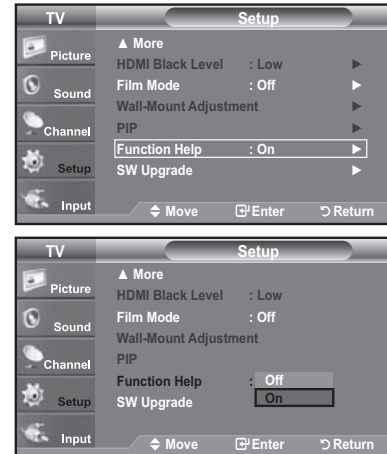 TV Setup
▲ More
Picture
HDMI Black Level : Low ►
Film Mode : Off ►
Sound
Wall-Mount Adjustment ►
Channel
PIP ►
Function Help : On ►
Setup
SW Upgrade ►
Input
Move Enter Return
TV Setup
▲ More
Picture
HDMI Black Level : Low
Film Mode : Off
Sound
Wall-Mount Adjustment
Channel
PIP
Function Help : Off
On
Setup
SW Upgrade
Input
Move Enter Return